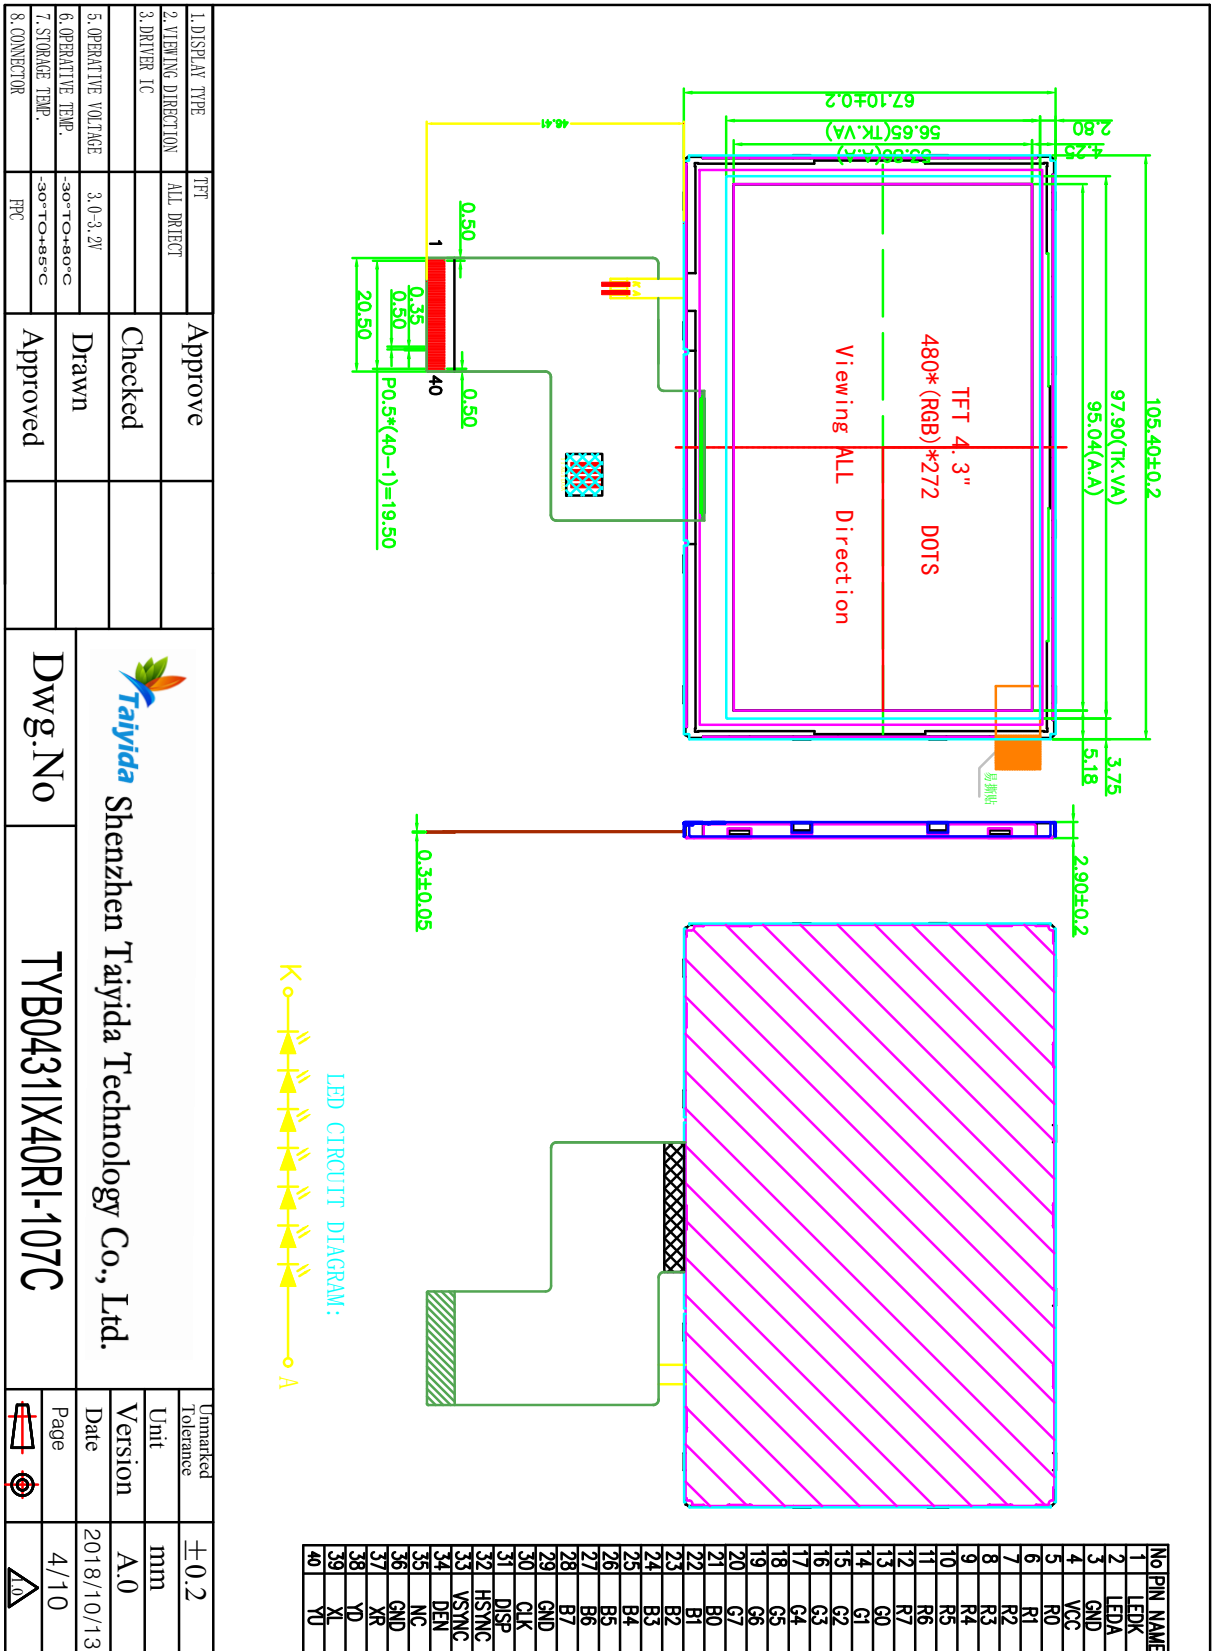 105.40±0.2
97.90(TK.VA)
95.04(A.A)
3.75
5.18
2.80
4.25
67.10±0.2
56.65(TK.VA)
TFT 4.3"
480*(RGB)*272 DOTS
Viewing ALL Direction
易撕贴
46.41
0.50
1
40
0.50
0.35
0.50
20.50
P0.5*(40-1)=19.50
2.90±0.2
0.3±0.05
LED CIRCUIT DIAGRAM:
K
A
No PIN NAME
1 LEDK
2 LEDA
3 GND
4 VCC
5 R0
6 R1
7 R2
8 R3
9 R4
10 R5
11 R6
12 R7
13 G0
14 G1
15 G2
16 G3
17 G4
18 G5
19 G6
20 G7
21 B0
22 B1
23 B2
24 B3
25 B4
26 B5
27 B6
28 B7
29 GND
30 CLK
31 DISP
32 HSYNC
33 VSYNC
34 DEN
35 NC
36 GND
37 XR
38 YD
39 XL
40 YU
1.DISPLAY TYPE TFT
2.VIEWING DIRECTION ALL DRIECT
3.DRIVER IC
5.OPERATIVE VOLTAGE 3.0-3.2V
6.OPERATIVE TEMP. -30°TO+80°C
7.STORAGE TEMP. -30°TO+85°C
8.CONNECTOR FPC
Approve
Checked
Drawn
Approved
Taiyida Shenzhen Taiyida Technology Co., Ltd.
Dwg.No TYB0431IX40RI-107C
Unmarked Tolerance ±0.2
Unit mm
Version A.0
Date 2018/10/13
Page 4/10
1.0